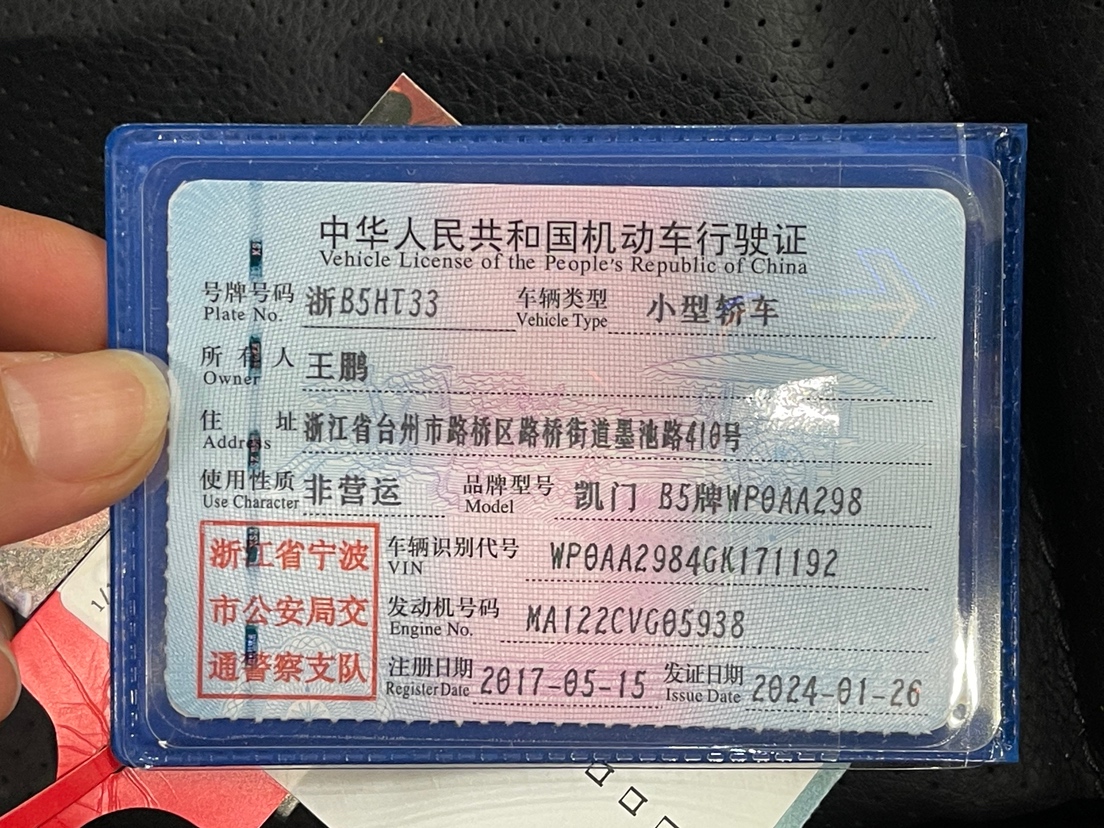 中华人民共和国机动车行驶证
Vehicle License of the People's Republic of China
号牌号码 浙B5HT33 车辆类型 小型轿车
Plate No. Vehicle Type
所有人 王鹏
Owner
住址 浙江省台州市路桥区路桥街道墨池路410号
Address
使用性质 非营运 品牌型号 凯门 B5牌WP0AA298
Use Character Model
浙江省宁波
市公安局交
通警察支队
车辆识别代号 WP0AA2984GK171192
VIN
发动机号码 MA122CVG05938
Engine No.
注册日期 2017-05-15 发证日期 2024-01-26
Register Date Issue Date
1/